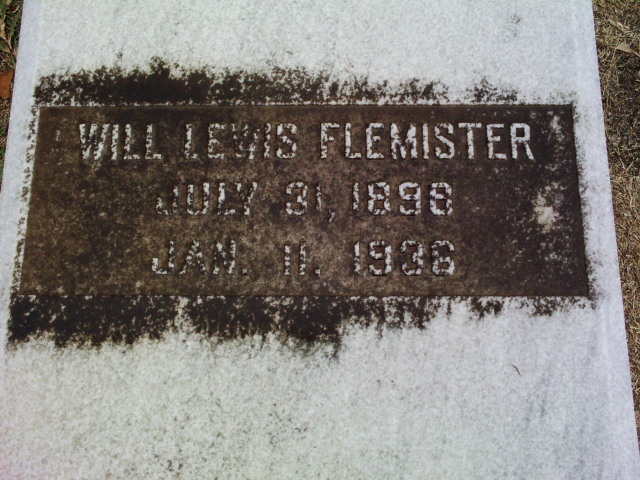 WILL LEWIS FLEMISTER
JULY 31, 1898
JAN. 11. 1936